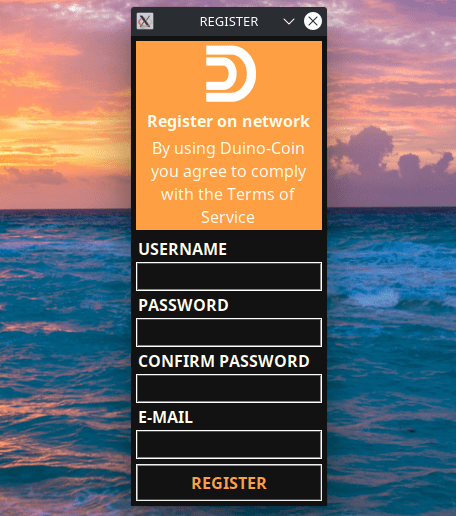 REGISTER
Register on network
By using Duino-Coin
you agree to comply
with the Terms of
Service
USERNAME
PASSWORD
CONFIRM PASSWORD
E-MAIL
REGISTER